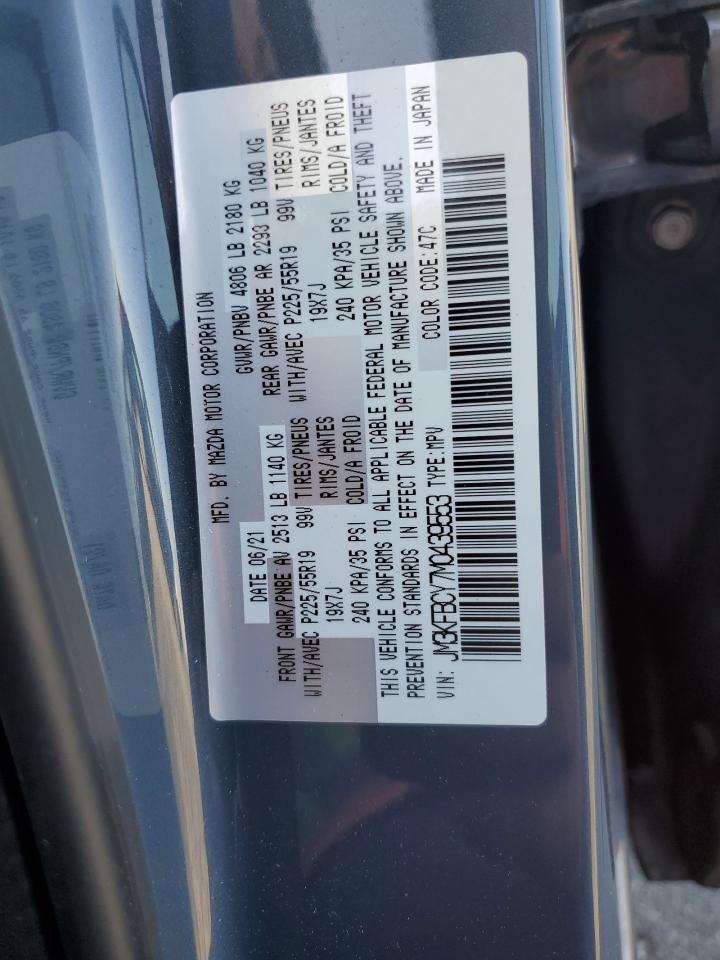 MFD. BY MAZDA MOTOR CORPORATION
DATE 06/21 GVWR/PNBV 4806 LB 2180 KG
FRONT GAWR/PNBE AV 2513 LB 1140 KG REAR GAWR/PNBE AR 2293 LB 1040 KG
WITH/AVEC P225/55R19 99V TIRES/PNEUS WITH/AVEC P225/55R19 99V TIRES/PNEUS
19X7J RIMS/JANTES 19X7J RIMS/JANTES
240 KPA/35 PSI COLD/A FROID 240 KPA/35 PSI COLD/A FROID
THIS VEHICLE CONFORMS TO ALL APPLICABLE FEDERAL MOTOR VEHICLE SAFETY AND THEFT
PREVENTION STANDARDS IN EFFECT ON THE DATE OF MANUFACTURE SHOWN ABOVE.
VIN: JM3KFBCY7M0439553 TYPE:MPV COLOR CODE:47C MADE IN JAPAN